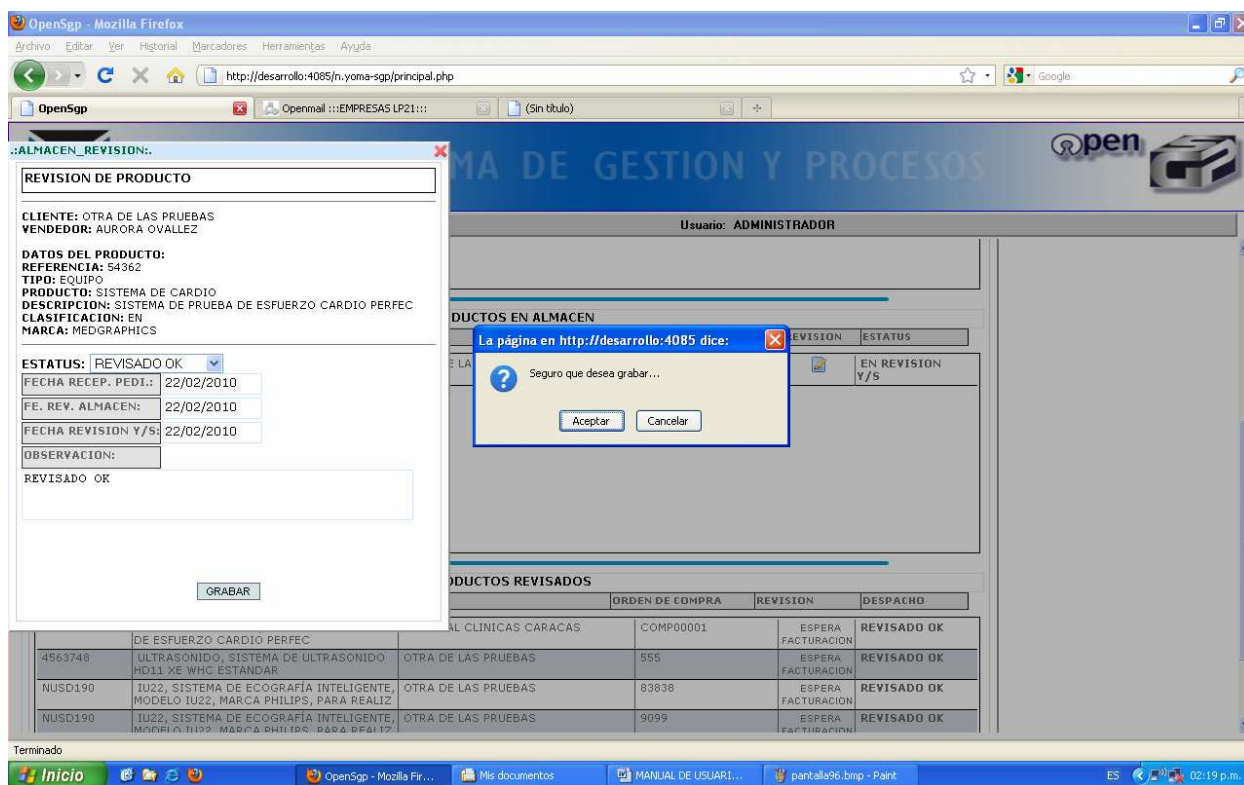 OpenSgp - Mozilla Firefox
Archivo Editar Ver Historial Marcadores Herramientas Ayuda
http://desarrollo:4085/n.yoma-sgp/principal.php
Google
OpenSgp
Openmail :::EMPRESAS LP21:::
(Sin título)
MA DE GESTION Y PROCESOS
open
Usuario: ADMINISTRADOR
.:ALMACEN_REVISION:.
REVISION DE PRODUCTO
CLIENTE: OTRA DE LAS PRUEBAS
VENDEDOR: AURORA OVALLEZ
DATOS DEL PRODUCTO:
REFERENCIA: 54362
TIPO: EQUIPO
PRODUCTO: SISTEMA DE CARDIO
DESCRIPCION: SISTEMA DE PRUEBA DE ESFUERZO CARDIO PERFEC
CLASIFICACION: EN
MARCA: MEDGRAPHICS
ESTATUS: REVISADO OK
FECHA RECEP. PEDI.: 22/02/2010
FE. REV. ALMACEN: 22/02/2010
FECHA REVISION Y/S: 22/02/2010
OBSERVACION:
REVISADO OK
GRABAR
DUCTOS EN ALMACEN
EVISION ESTATUS
E LA
EN REVISION
Y/S
La página en http://desarrollo:4085 dice:
Seguro que desea grabar...
Aceptar Cancelar
ODUCTOS REVISADOS
ORDEN DE COMPRA REVISION DESPACHO
AL CLINICAS CARACAS COMP00001 ESPERA REVISADO OK
DE ESFUERZO CARDIO PERFEC FACTURACION
4563748 ULTRASONIDO, SISTEMA DE ULTRASONIDO OTRA DE LAS PRUEBAS 555 ESPERA REVISADO OK
HD11 XE WHC ESTANDAR FACTURACION
NUSD190 IU22, SISTEMA DE ECOGRAFÍA INTELIGENTE, OTRA DE LAS PRUEBAS 83838 ESPERA REVISADO OK
MODELO IU22, MARCA PHILIPS, PARA REALIZ FACTURACION
NUSD190 IU22, SISTEMA DE ECOGRAFÍA INTELIGENTE, OTRA DE LAS PRUEBAS 9099 ESPERA REVISADO OK
MODELO IU22, MARCA PHILIPS, PARA REALIZ FACTURACION
Terminado
Inicio
OpenSgp - Mozilla Fir...
Mis documentos
MANUAL DE USUARI...
pantalla96.bmp - Paint
ES
02:19 p.m.